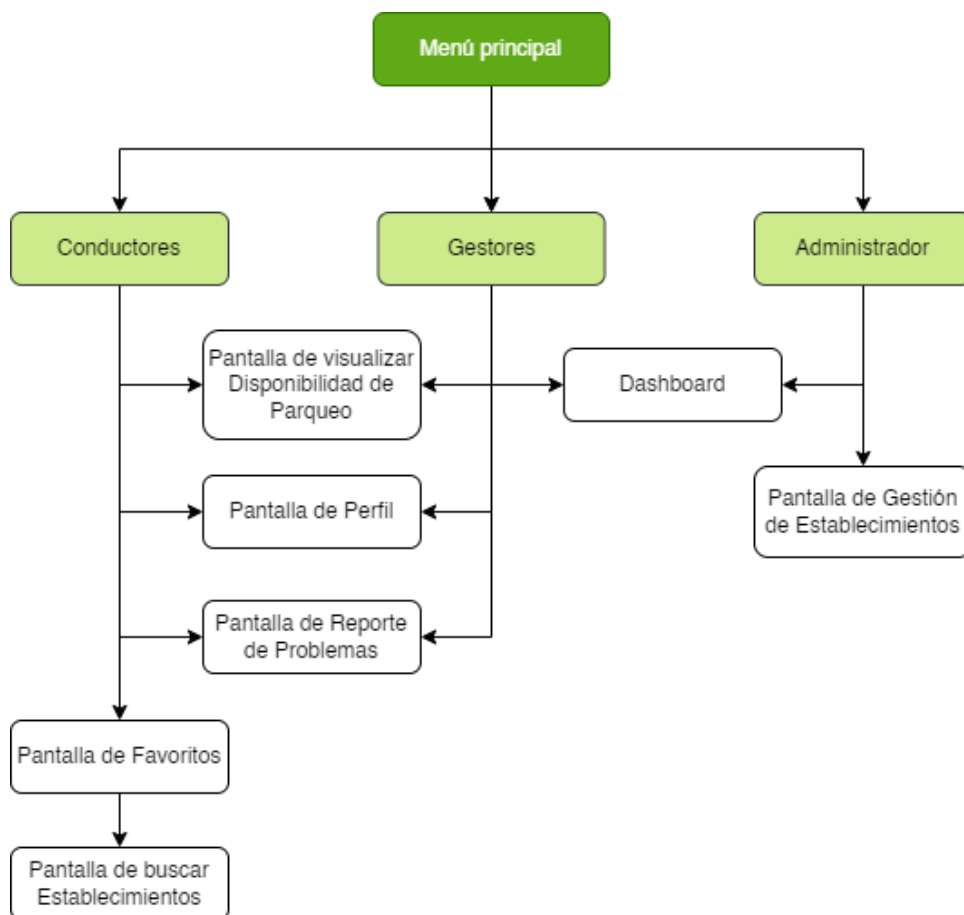 Menú principal
Conductores
Gestores
Administrador
Pantalla de visualizar
Disponibilidad de
Parqueo
Dashboard
Pantalla de Perfil
Pantalla de Gestión
de Establecimientos
Pantalla de Reporte
de Problemas
Pantalla de Favoritos
Pantalla de buscar
Establecimientos